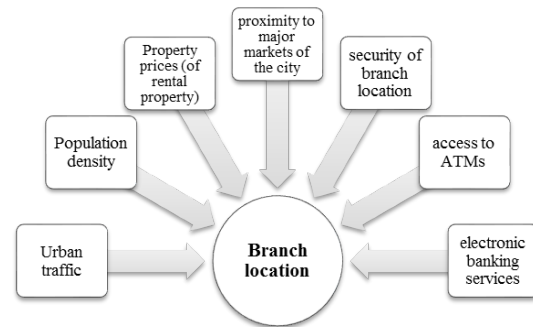 proximity to
major
markets of
the city
Property
prices (of
rental
property)
security of
branch
location
Population
density
access to
ATMs
Urban
traffic
Branch
location
electronic
banking
services